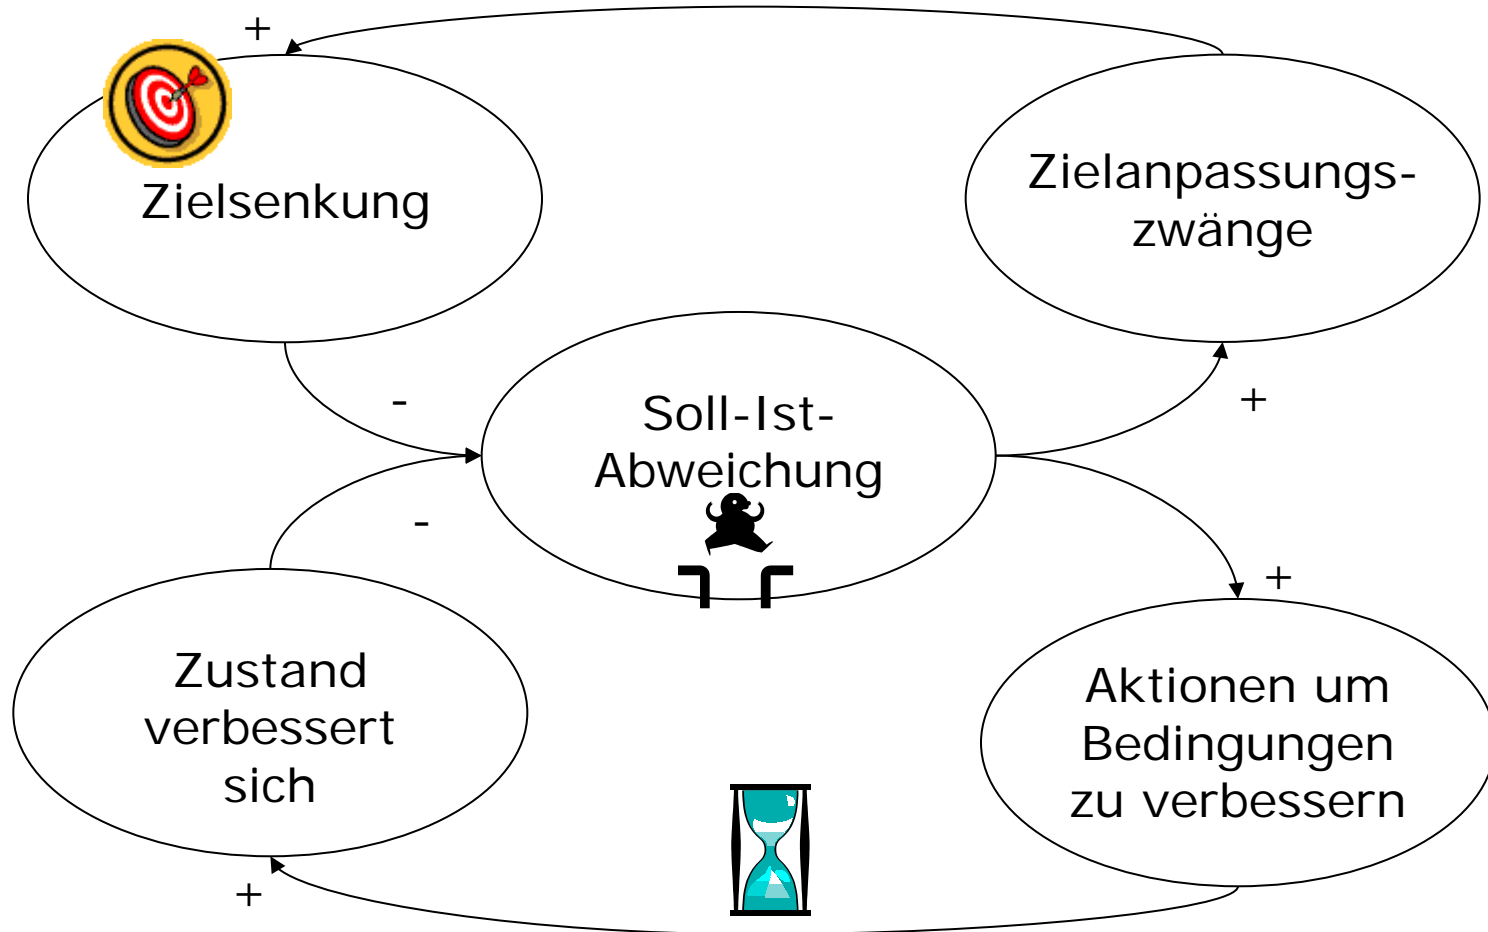 +
Zielsenkung
Zielanpassungs-
zwänge
-
+
Soll-Ist-
Abweichung
-
+
Zustand
verbessert
sich
Aktionen um
Bedingungen
zu verbessern
+